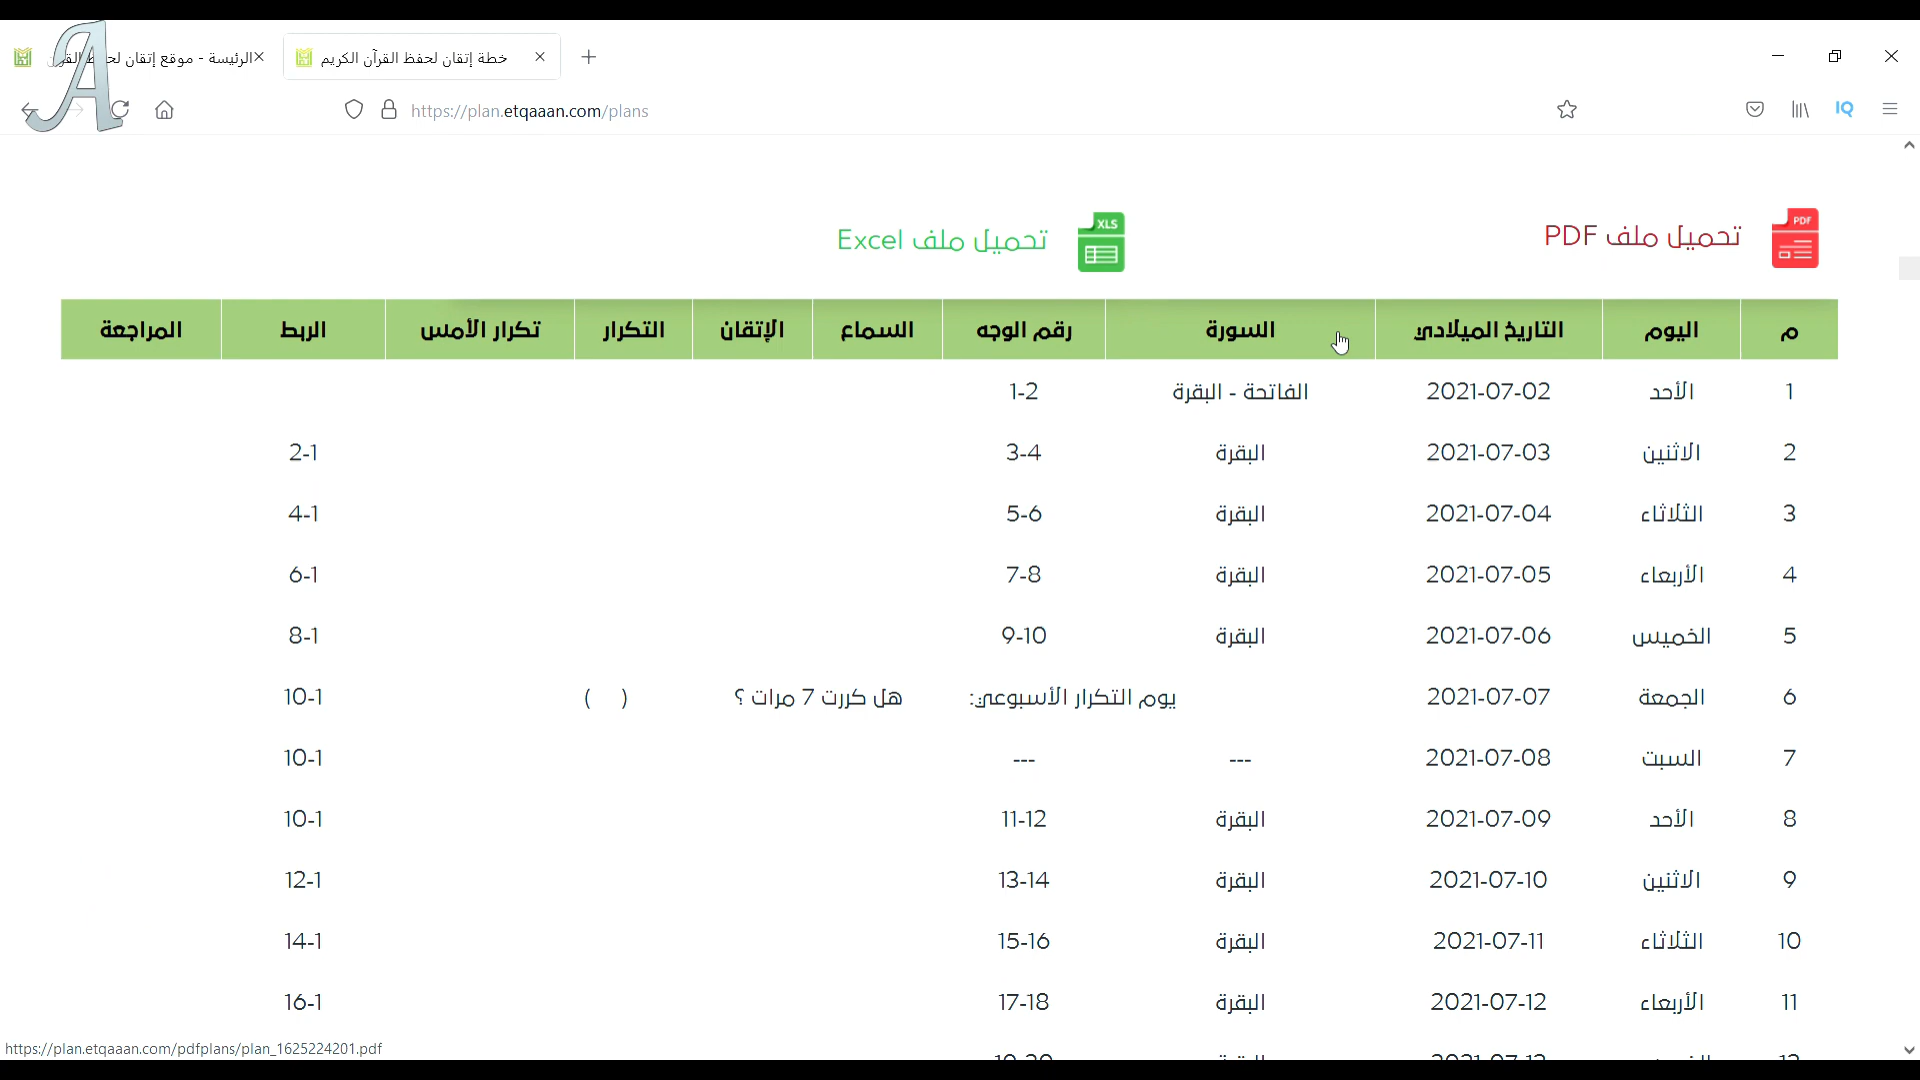 الرئيسة - موقع إتقان لحفظ القرآن
خطة إتقان لحفظ القرآن الكريم
https://plan.etqaaan.com/plans
IQ
A
PDF تحميل ملف PDF
XLS تحميل ملف Excel
م اليوم التاريخ الميلادي السورة رقم الوجه السماع الإتقان التكرار تكرار الأمس الربط المراجعة
1 الأحد 2021-07-02 الفاتحة - البقرة 1-2
2 الاثنين 2021-07-03 البقرة 3-4 2-1
3 الثلاثاء 2021-07-04 البقرة 5-6 4-1
4 الأربعاء 2021-07-05 البقرة 7-8 6-1
5 الخميس 2021-07-06 البقرة 9-10 8-1
6 الجمعة 2021-07-07 يوم التكرار الأسبوعي: هل كررت 7 مرات ؟ ( ) 10-1
7 السبت 2021-07-08 --- --- 10-1
8 الأحد 2021-07-09 البقرة 11-12 10-1
9 الاثنين 2021-07-10 البقرة 13-14 12-1
10 الثلاثاء 2021-07-11 البقرة 15-16 14-1
11 الأربعاء 2021-07-12 البقرة 17-18 16-1
https://plan.etqaaan.com/pdfplans/plan_1625224201.pdf